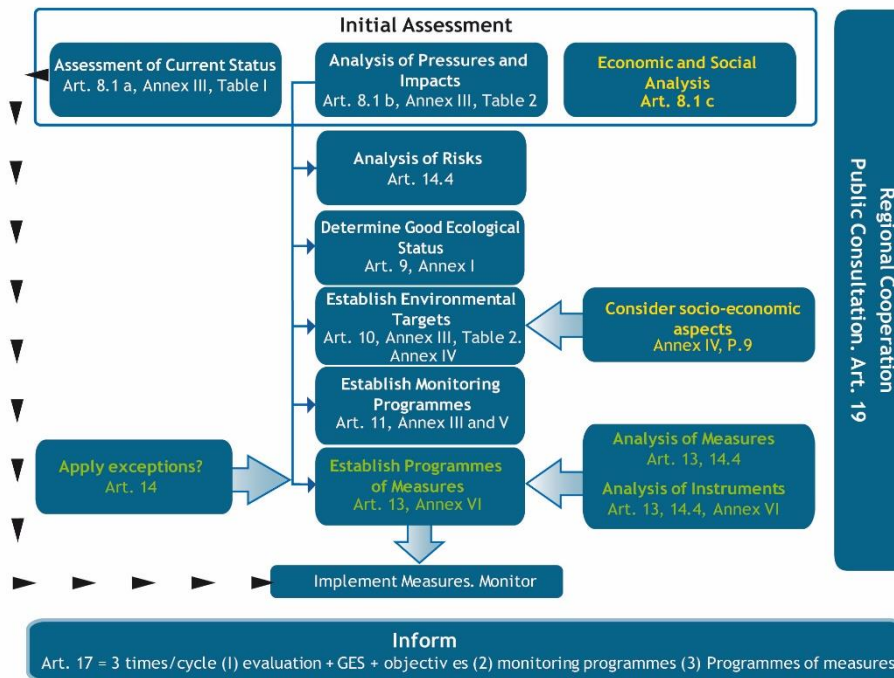 Initial Assessment
Assessment of Current Status
Art. 8.1 a, Annex III, Table I
Analysis of Pressures and
Impacts
Art. 8.1 b, Annex III, Table 2
Economic and Social
Analysis
Art. 8.1 c
Analysis of Risks
Art. 14.4
Determine Good Ecological
Status
Art. 9, Annex I
Establish Environmental
Targets
Art. 10, Annex III, Table 2.
Annex IV
Consider socio-economic
aspects
Annex IV, P.9
Establish Monitoring
Programmes
Art. 11, Annex III and V
Apply exceptions?
Art. 14
Establish Programmes
of Measures
Art. 13, Annex VI
Analysis of Measures
Art. 13, 14.4
Analysis of Instruments
Art. 13, 14.4, Annex VI
Implement Measures. Monitor
Regional Cooperation
Public Consultation. Art. 19
Inform
Art. 17 = 3 times/cycle (I) evaluation + GES + objectiv es (2) monitoring programmes (3) Programmes of measures